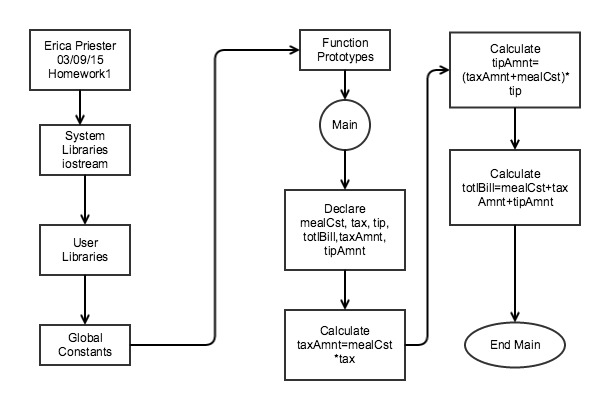 Erica Priester
03/09/15
Homework1
System
Libraries
iostream
User
Libraries
Global
Constants
Function
Prototypes
Main
Declare
mealCst, tax, tip,
totlBill,taxAmnt,
tipAmnt
Calculate
taxAmnt=mealCst
*tax
Calculate
tipAmnt=
(taxAmnt+mealCst)*
tip
Calculate
totlBill=mealCst+tax
Amnt+tipAmnt
End Main